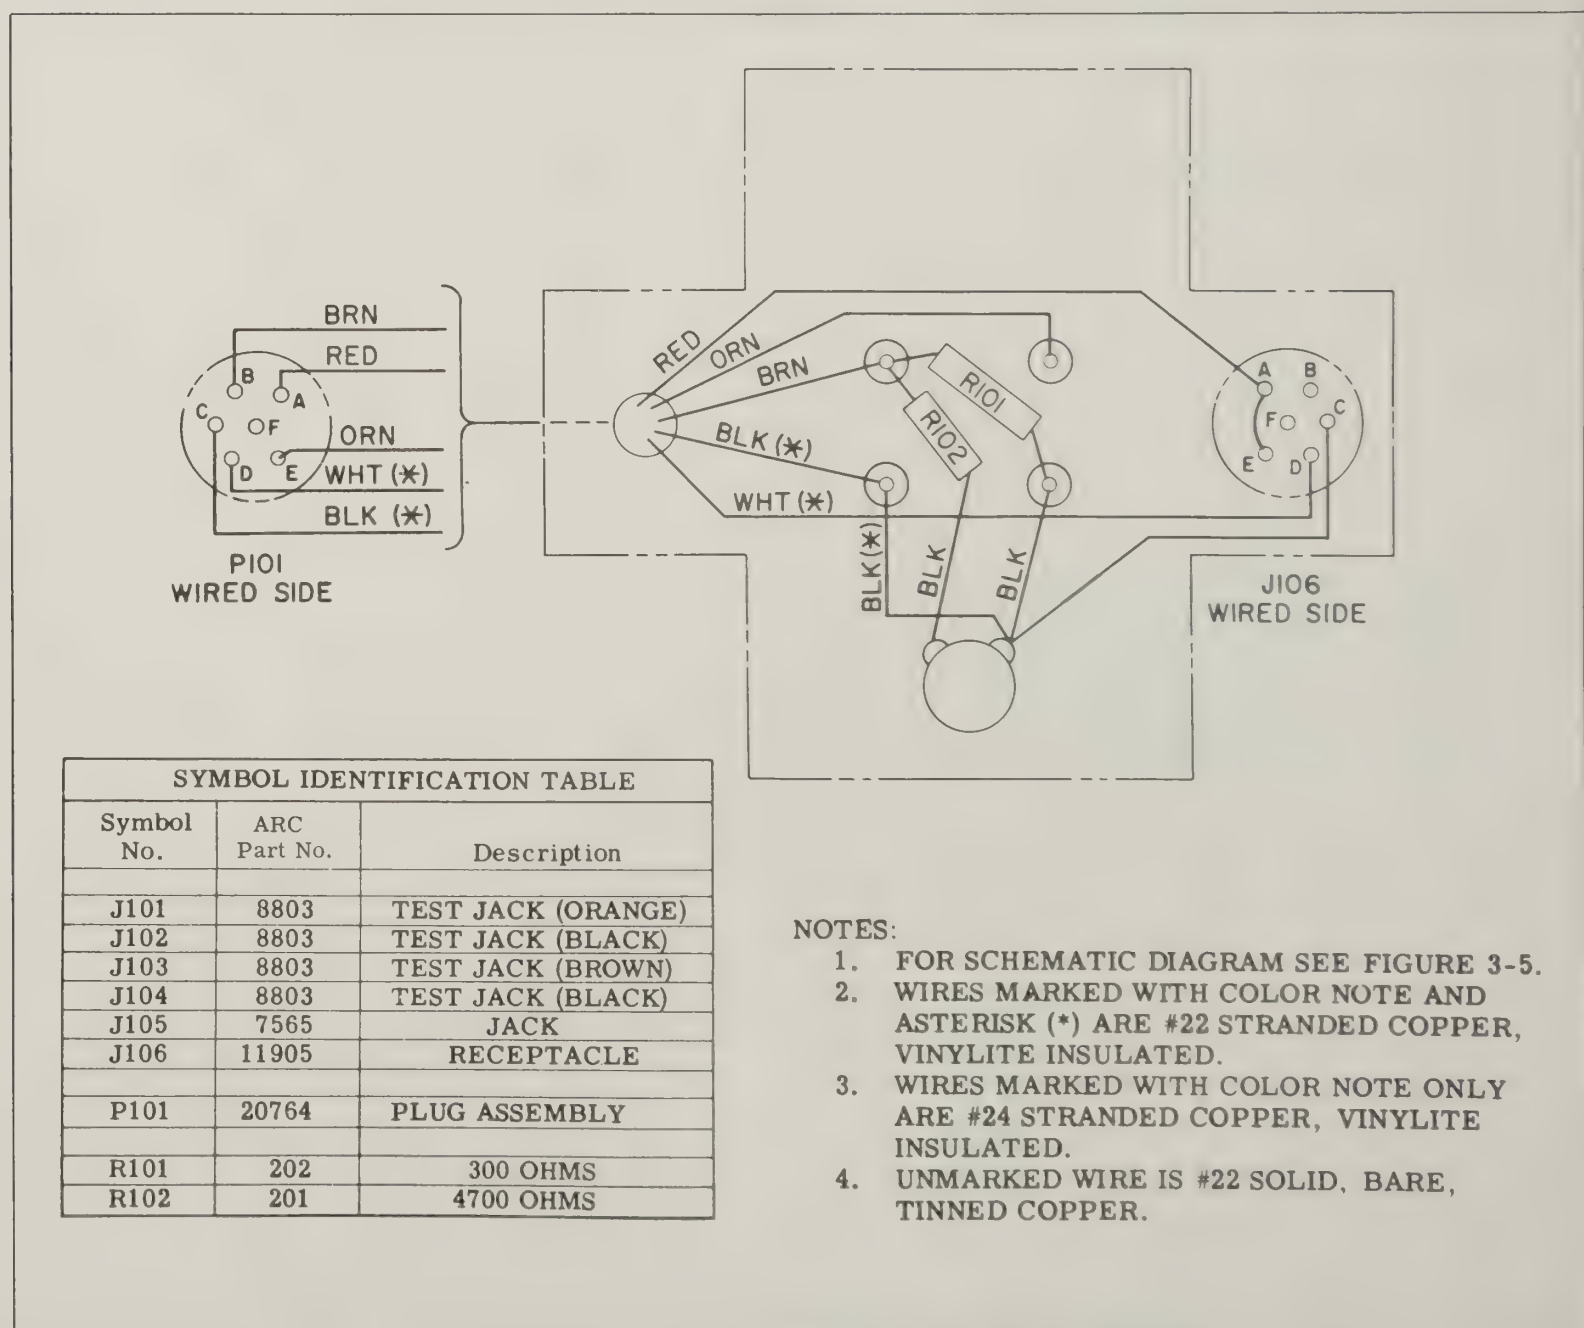 BRN
RED
B
A
C
F
ORN
D
E
WHT (*)
BLK (*)
P101
WIRED SIDE
RED
ORN
BRN
BLK (*)
WHT (*)
R101
R102
BLK (*)
BLK
BLK
A
B
C
F
E
D
J106
WIRED SIDE
SYMBOL IDENTIFICATION TABLE
Symbol No. ARC Part No. Description
J101 8803 TEST JACK (ORANGE)
J102 8803 TEST JACK (BLACK)
J103 8803 TEST JACK (BROWN)
J104 8803 TEST JACK (BLACK)
J105 7565 JACK
J106 11905 RECEPTACLE
P101 20764 PLUG ASSEMBLY
R101 202 300 OHMS
R102 201 4700 OHMS
NOTES:
1. FOR SCHEMATIC DIAGRAM SEE FIGURE 3-5.
2. WIRES MARKED WITH COLOR NOTE AND
ASTERISK (*) ARE #22 STRANDED COPPER,
VINYLITE INSULATED.
3. WIRES MARKED WITH COLOR NOTE ONLY
ARE #24 STRANDED COPPER, VINYLITE
INSULATED.
4. UNMARKED WIRE IS #22 SOLID, BARE,
TINNED COPPER.